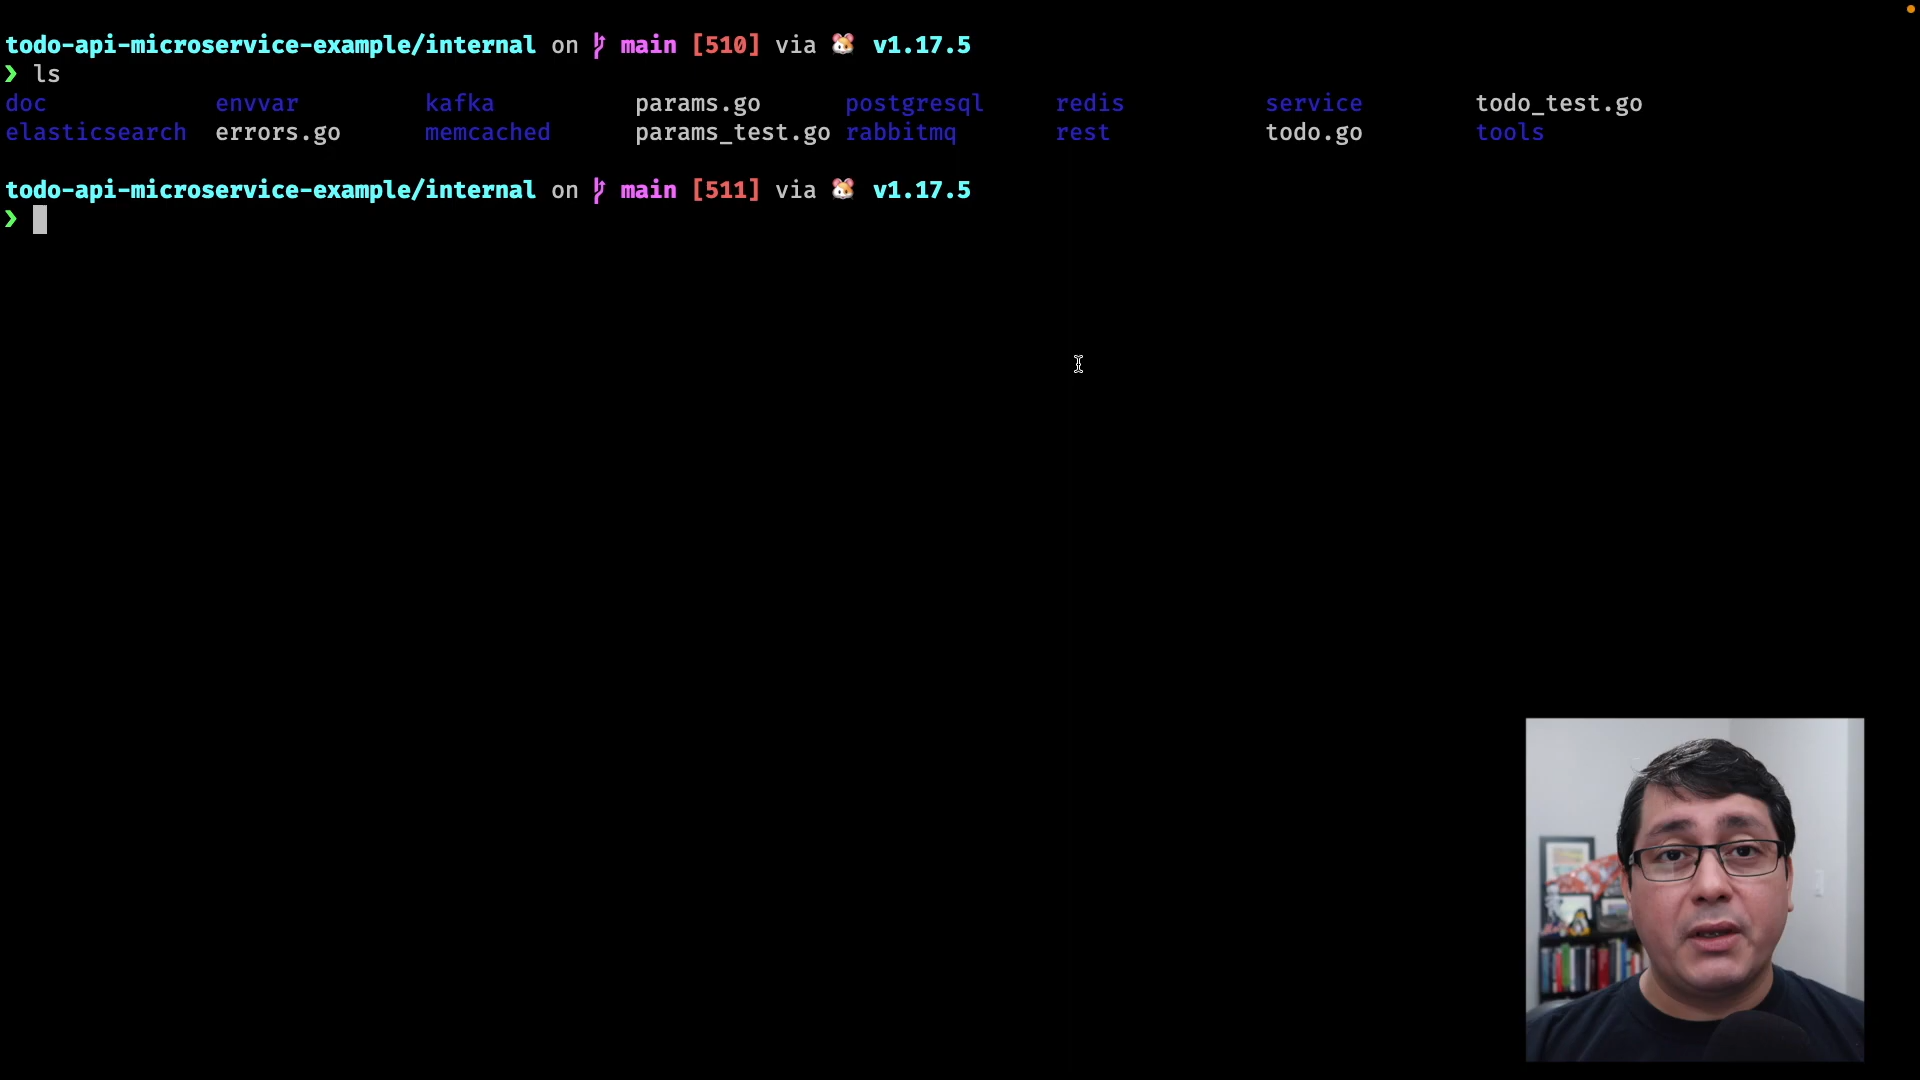 todo-api-microservice-example/internal on main [510] via 🐹 v1.17.5
❯ ls
doc envvar kafka params.go postgresql redis service todo_test.go
elasticsearch errors.go memcached params_test.go rabbitmq rest todo.go tools
todo-api-microservice-example/internal on main [511] via 🐹 v1.17.5
❯